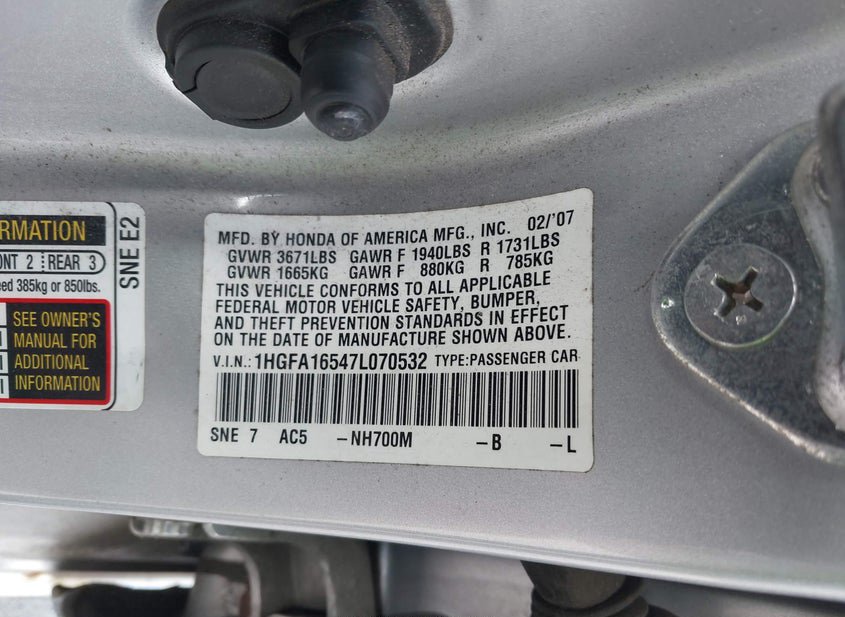 RMATION
ONT 2 REAR 3
ed 385kg or 850lbs.
SEE OWNER'S
MANUAL FOR
ADDITIONAL
INFORMATION
SNE E2
MFD. BY HONDA OF AMERICA MFG., INC. 02/'07
GVWR 3671LBS GAWR F 1940LBS R 1731LBS
GVWR 1665KG GAWR F 880KG R 785KG
THIS VEHICLE CONFORMS TO ALL APPLICABLE
FEDERAL MOTOR VEHICLE SAFETY, BUMPER,
AND THEFT PREVENTION STANDARDS IN EFFECT
ON THE DATE OF MANUFACTURE SHOWN ABOVE.
V.I.N.: 1HGFA16547L070532 TYPE:PASSENGER CAR
SNE 7 AC5 -NH700M -B -L